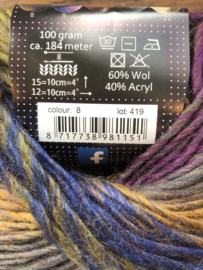 100 gram
ca. 184 meter
8
15=10cm=4"
12=10cm=4"
60% Wol
40% Acryl
colour: 8 lot: 419
8 717738 981151
f